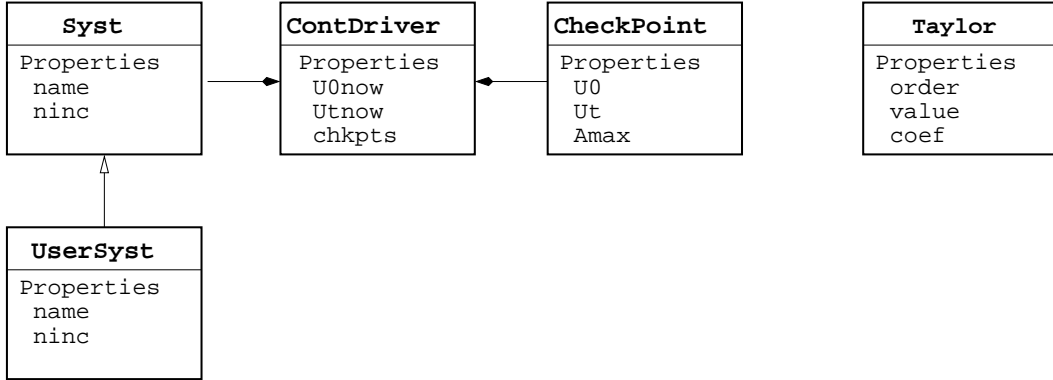 Syst
Properties
name
ninc
ContDriver
Properties
U0now
Utnow
chkpts
CheckPoint
Properties
U0
Ut
Amax
Taylor
Properties
order
value
coef
UserSyst
Properties
name
ninc